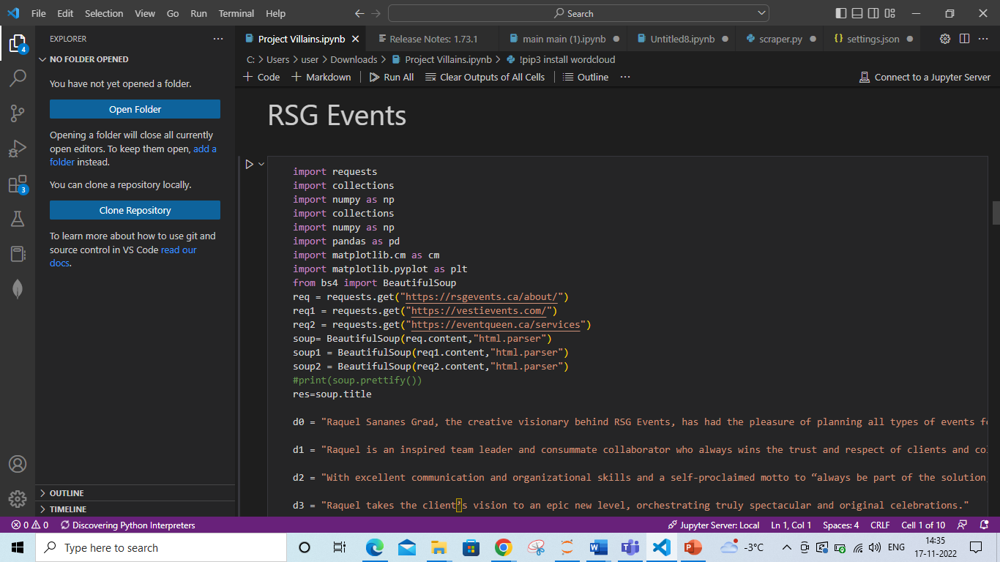 File Edit Selection View Go Run Terminal Help
Search
EXPLORER
NO FOLDER OPENED
You have not yet opened a folder.
Open Folder
Opening a folder will close all currently
open editors. To keep them open, add a
folder instead.
You can clone a repository locally.
Clone Repository
To learn more about how to use git and
source control in VS Code read our
docs.
OUTLINE
TIMELINE
4
3
Project Villains.ipynb Release Notes: 1.73.1 main main (1).ipynb Untitled8.ipynb scraper.py settings.json
C: > Users > user > Downloads > Project Villains.ipynb > !pip3 install wordcloud
+ Code + Markdown Run All Clear Outputs of All Cells Outline ··· Connect to a Jupyter Server
RSG Events
import requests
import collections
import numpy as np
import collections
import numpy as np
import pandas as pd
import matplotlib.cm as cm
import matplotlib.pyplot as plt
from bs4 import BeautifulSoup
req = requests.get("https://rsgevents.ca/about/")
req1 = requests.get("https://vestievents.com/")
req2 = requests.get("https://eventqueen.ca/services")
soup= BeautifulSoup(req.content,"html.parser")
soup1 = BeautifulSoup(req1.content,"html.parser")
soup2 = BeautifulSoup(req2.content,"html.parser")
#print(soup.prettify())
res=soup.title
d0 = "Raquel Sananes Grad, the creative visionary behind RSG Events, has had the pleasure of planning all types of events
d1 = "Raquel is an inspired team leader and consummate collaborator who always wins the trust and respect of clients and
d2 = "With excellent communication and organizational skills and a self-proclaimed motto to “always be part of the solution,
d3 = "Raquel takes the client’s vision to an epic new level, orchestrating truly spectacular and original celebrations."
0 0 Discovering Python Interpreters Jupyter Server: Local Ln 1, Col 1 Spaces: 4 CRLF Cell 1 of 10
Type here to search -3°C ENG 14:35
17-11-2022